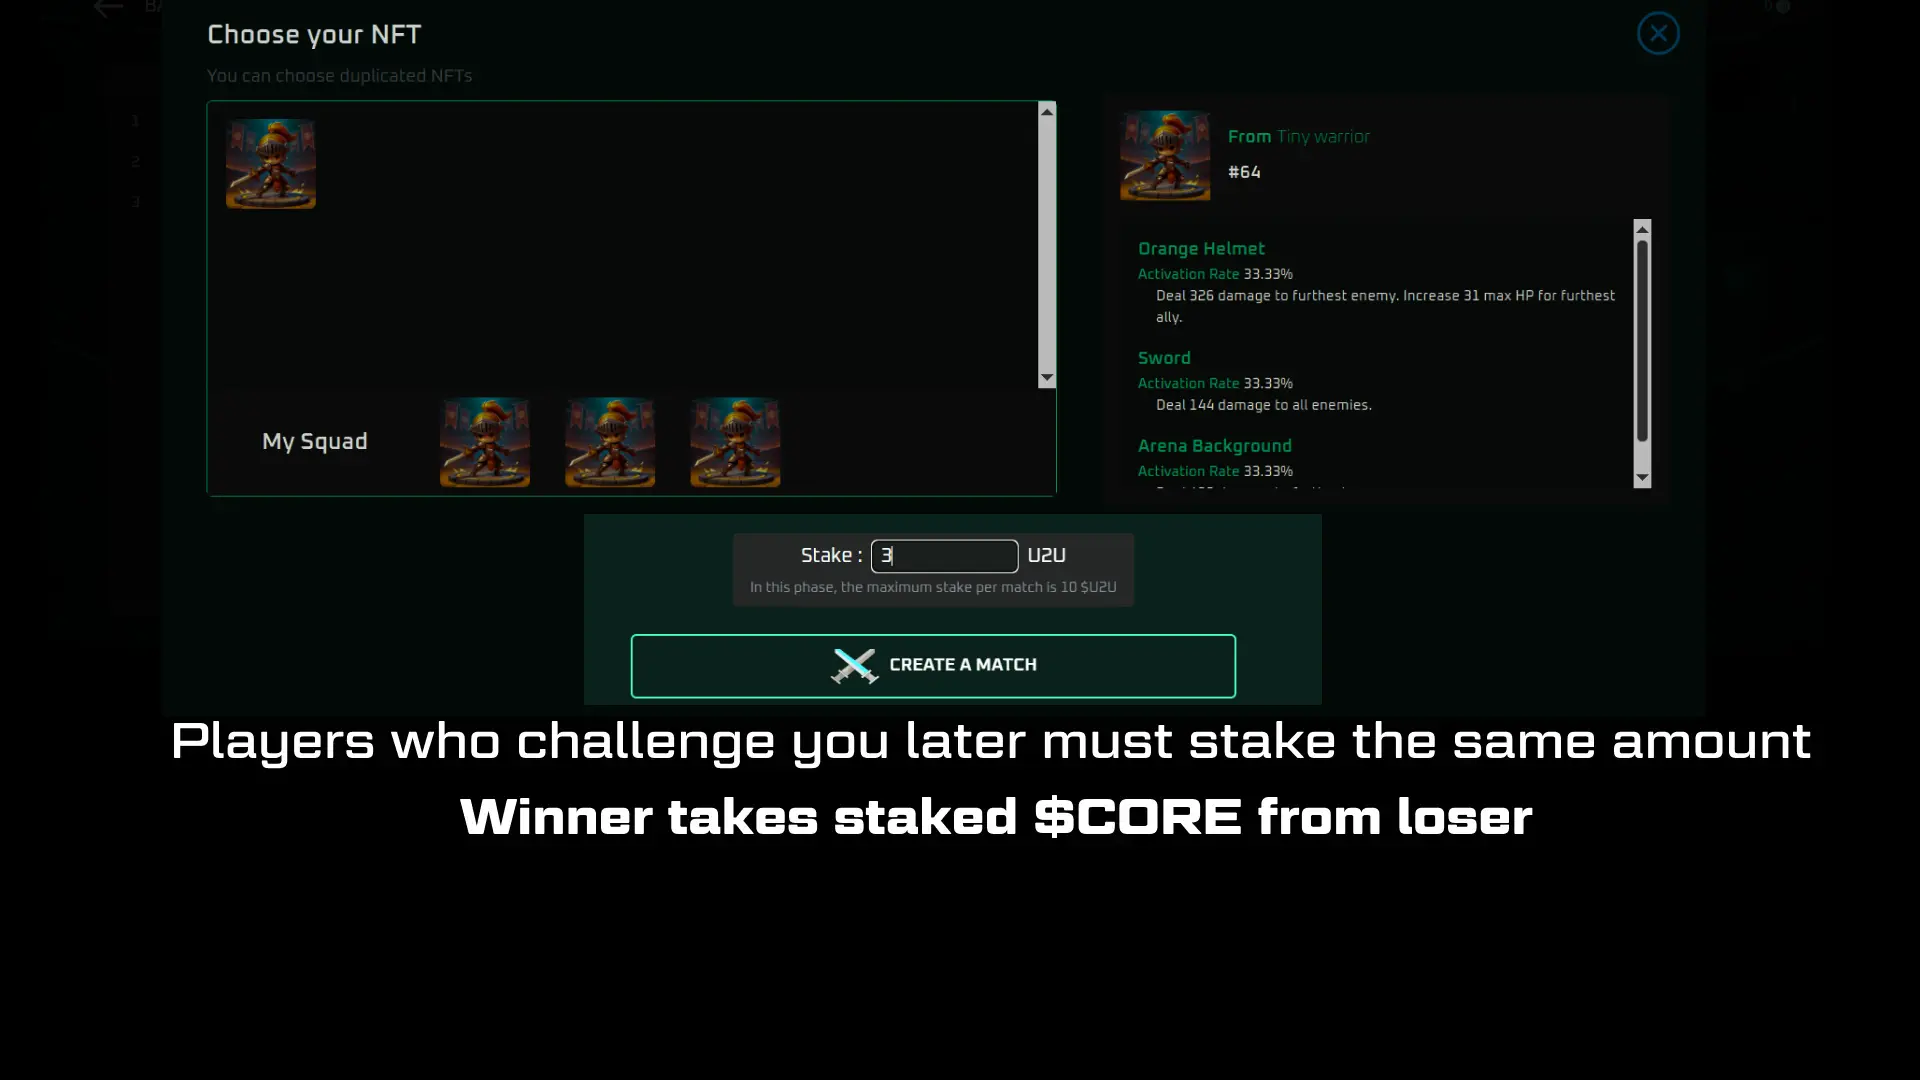 Choose your NFT
You can choose duplicated NFTs
1
2
3
From Tiny warrior
#64
Orange Helmet
Activation Rate 33.33%
Deal 326 damage to furthest enemy. Increase 31 max HP for furthest
ally.
Sword
Activation Rate 33.33%
Deal 144 damage to all enemies.
Arena Background
Activation Rate 33.33%
My Squad
Stake : 3 U2U
In this phase, the maximum stake per match is 10 $U2U
CREATE A MATCH
Players who challenge you later must stake the same amount
Winner takes staked $CORE from loser